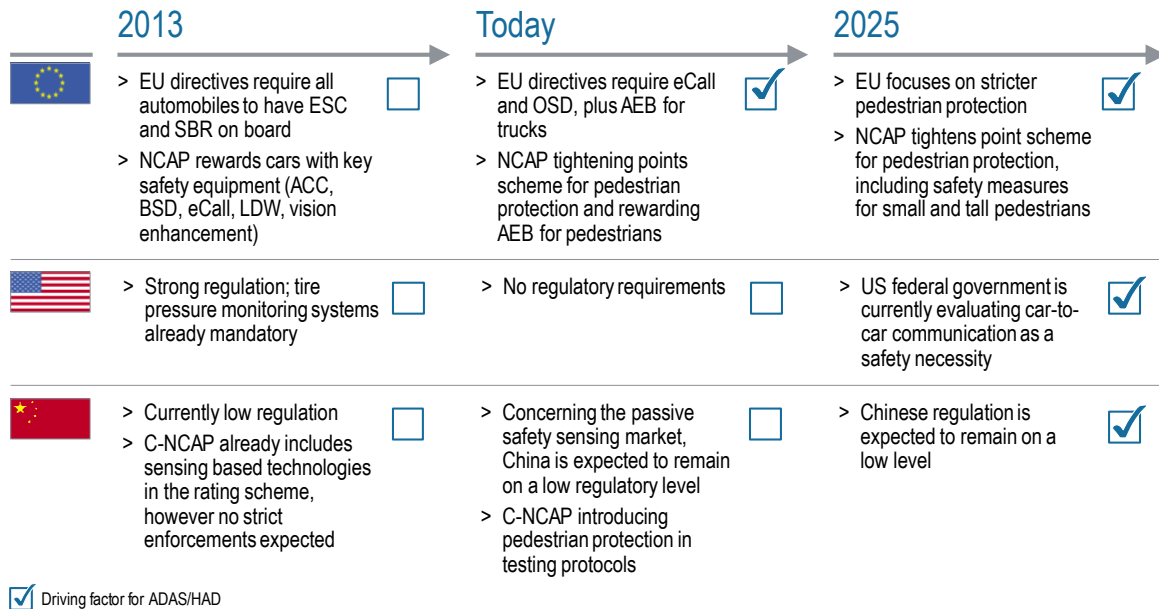 2013
Today
2025
> EU directives require all
automobiles to have ESC
and SBR on board
> NCAP rewards cars with key
safety equipment (ACC,
BSD, eCall, LDW, vision
enhancement)
> EU directives require eCall
and OSD, plus AEB for
trucks
> NCAP tightening points
scheme for pedestrian
protection and rewarding
AEB for pedestrians
> EU focuses on stricter
pedestrian protection
> NCAP tightens point scheme
for pedestrian protection,
including safety measures
for small and tall pedestrians
> Strong regulation; tire
pressure monitoring systems
already mandatory
> No regulatory requirements
> US federal government is
currently evaluating car-to-
car communication as a
safety necessity
> Currently low regulation
> C-NCAP already includes
sensing based technologies
in the rating scheme,
however no strict
enforcements expected
> Concerning the passive
safety sensing market,
China is expected to remain
on a low regulatory level
> C-NCAP introducing
pedestrian protection in
testing protocols
> Chinese regulation is
expected to remain on a
low level
Driving factor for ADAS/HAD